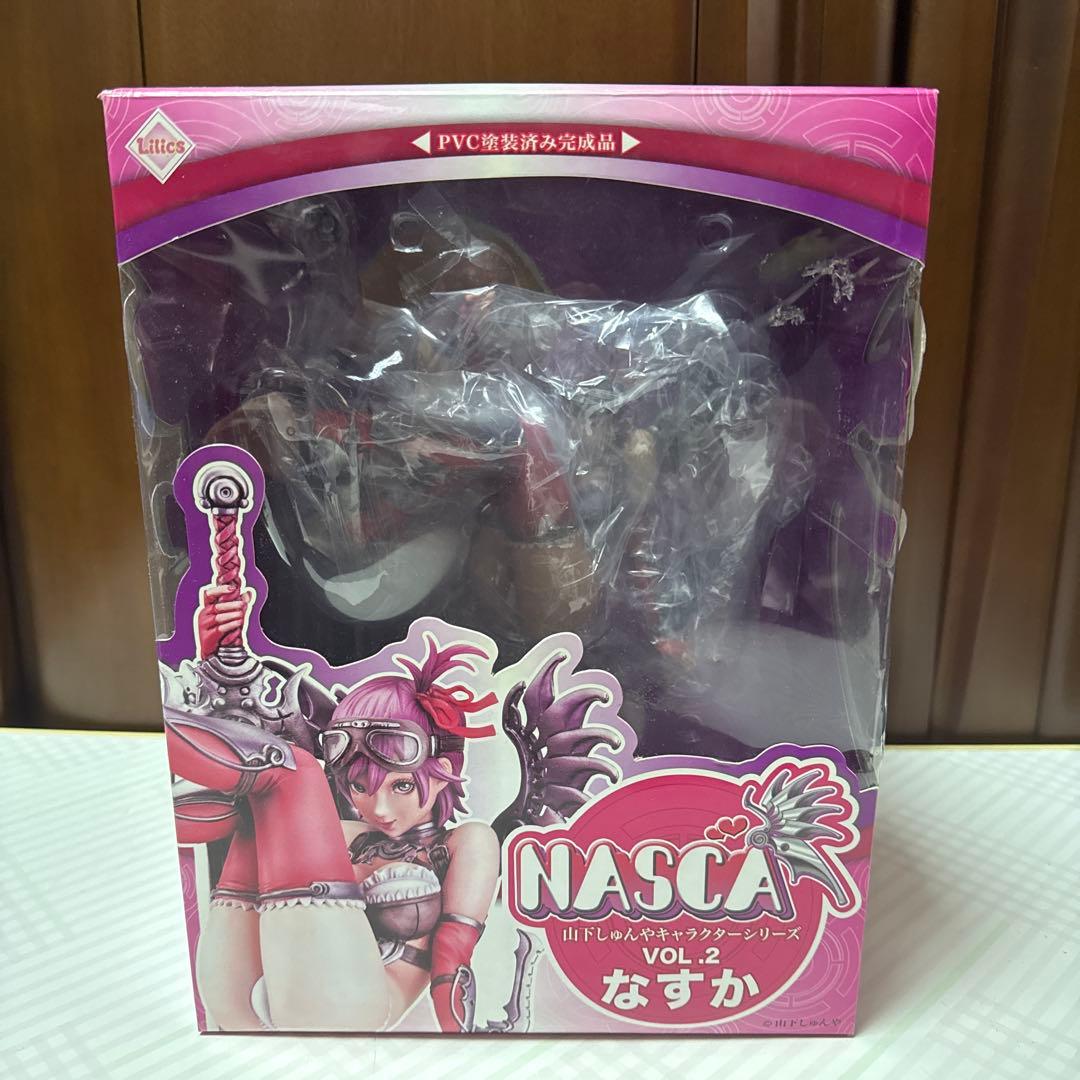 Lilics
PVC塗装済み完成品
NASCA
山下しゅんやキャラクターシリーズ
VOL.2
なすか
©山下しゅんや